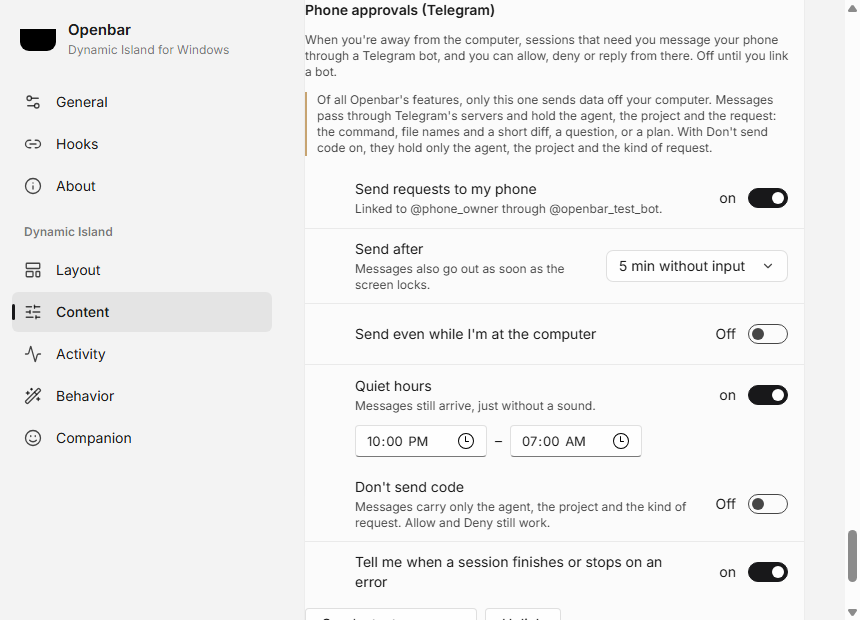 Openbar
Dynamic Island for Windows
General
Hooks
About
Dynamic Island
Layout
Content
Activity
Behavior
Companion
Phone approvals (Telegram)
When you're away from the computer, sessions that need you message your phone
through a Telegram bot, and you can allow, deny or reply from there. Off until you link
a bot.
Of all Openbar's features, only this one sends data off your computer. Messages
pass through Telegram's servers and hold the agent, the project and the request:
the command, file names and a short diff, a question, or a plan. With Don't send
code on, they hold only the agent, the project and the kind of request.
Send requests to my phone
Linked to @phone_owner through @openbar_test_bot.
on
Send after
Messages also go out as soon as the
screen locks.
5 min without input
Send even while I'm at the computer
Off
Quiet hours
Messages still arrive, just without a sound.
on
10:00 PM – 07:00 AM
Don't send code
Messages carry only the agent, the project and the kind of
request. Allow and Deny still work.
Off
Tell me when a session finishes or stops on an
error
on